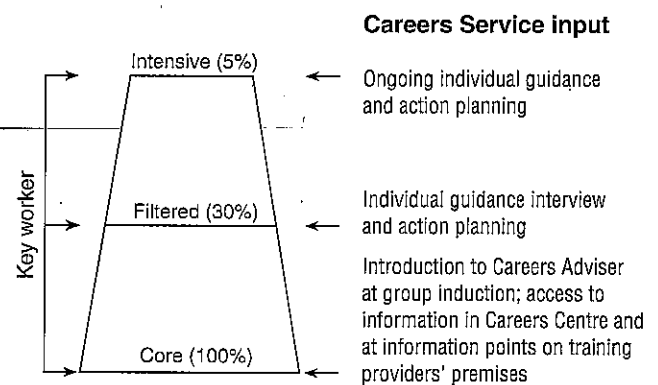 Careers Service input
Intensive (5%)
Ongoing individual guidance
and action planning
Key worker
Filtered (30%)
Individual guidance interview
and action planning
Core (100%)
Introduction to Careers Adviser
at group induction; access to
information in Careers Centre and
at information points on training
providers' premises